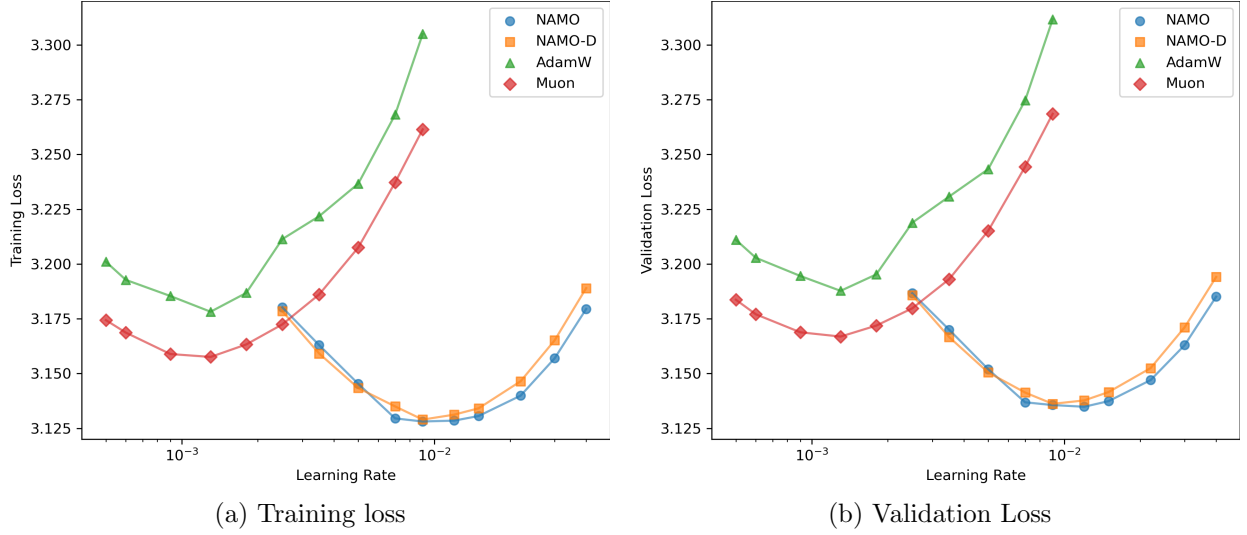 3.300
3.275
3.250
3.225
3.200
3.175
3.150
3.125
Training Loss
10⁻³
10⁻²
Learning Rate
NAMO
NAMO-D
AdamW
Muon
(a) Training loss
3.300
3.275
3.250
3.225
3.200
3.175
3.150
3.125
Validation Loss
10⁻³
10⁻²
Learning Rate
NAMO
NAMO-D
AdamW
Muon
(b) Validation Loss